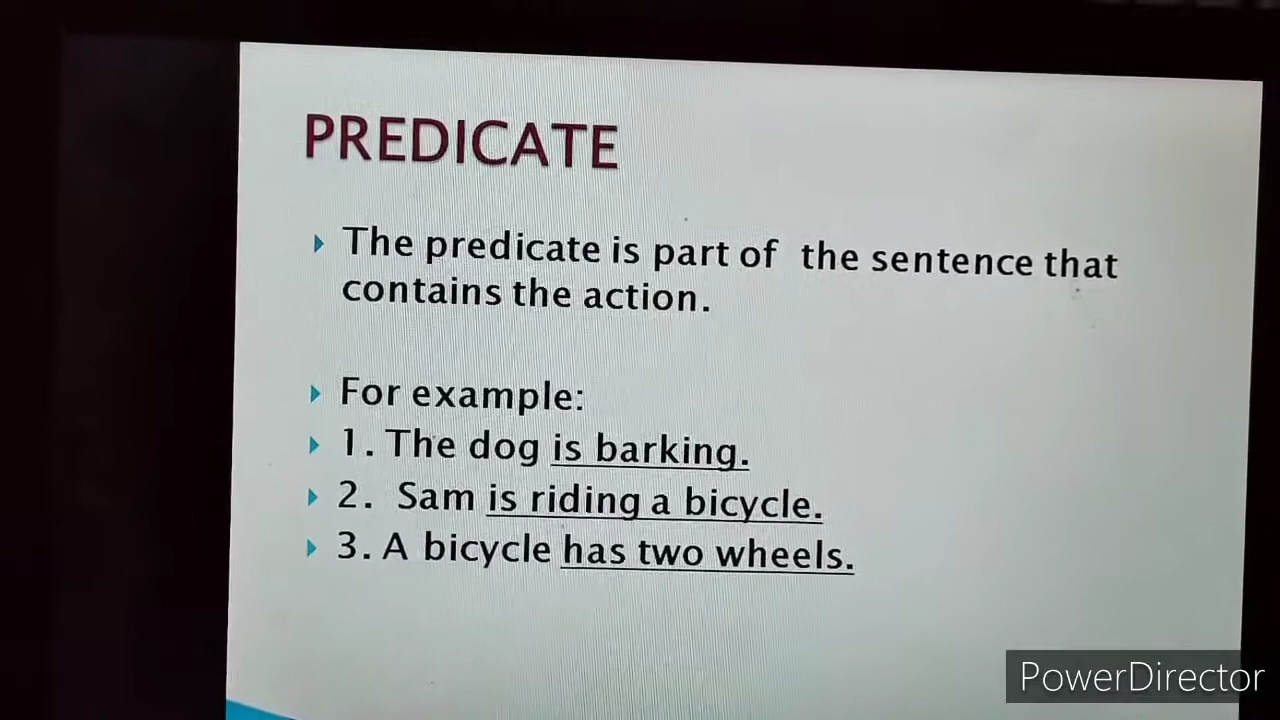 PREDICATE
The predicate is part of the sentence that
contains the action.
For example:
1. The dog is barking.
2. Sam is riding a bicycle.
3. A bicycle has two wheels.
PowerDirector